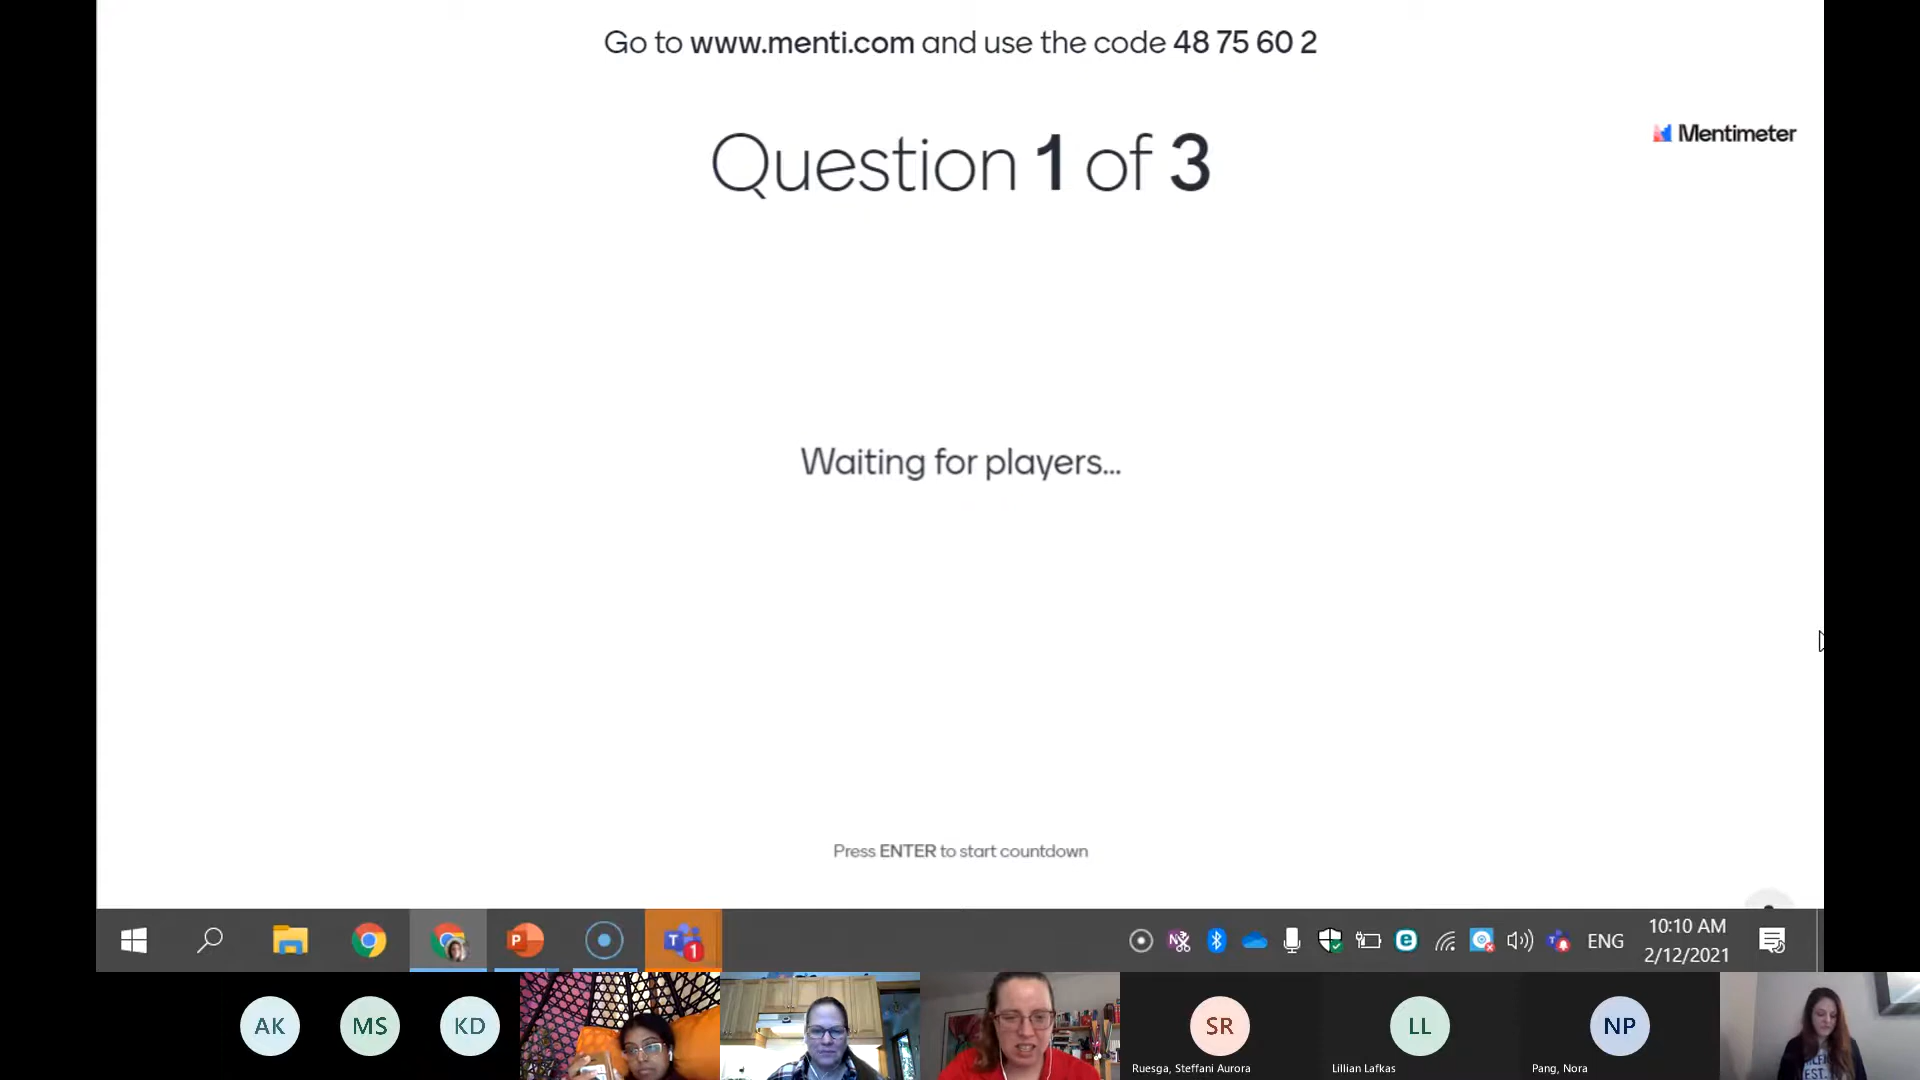 Go to www.menti.com and use the code 48 75 60 2
Mentimeter
Question 1 of 3
Waiting for players...
Press ENTER to start countdown
P
T 1
N
e
T
ENG
10:10 AM
2/12/2021
AK
MS
KD
SR
Ruesga, Steffani Aurora
LL
Lillian Lafkas
NP
Pang, Nora
EST.